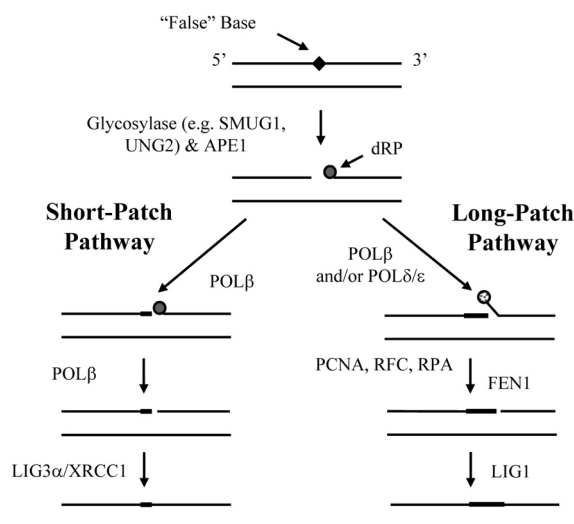 “False” Base
5’
3’
Glycosylase (e.g. SMUG1,
UNG2) & APE1
dRP
Short-Patch
Pathway
Long-Patch
Pathway
POLβ
POLβ
and/or POLδ/ε
POLβ
PCNA, RFC, RPA
FEN1
LIG3α/XRCC1
LIG1